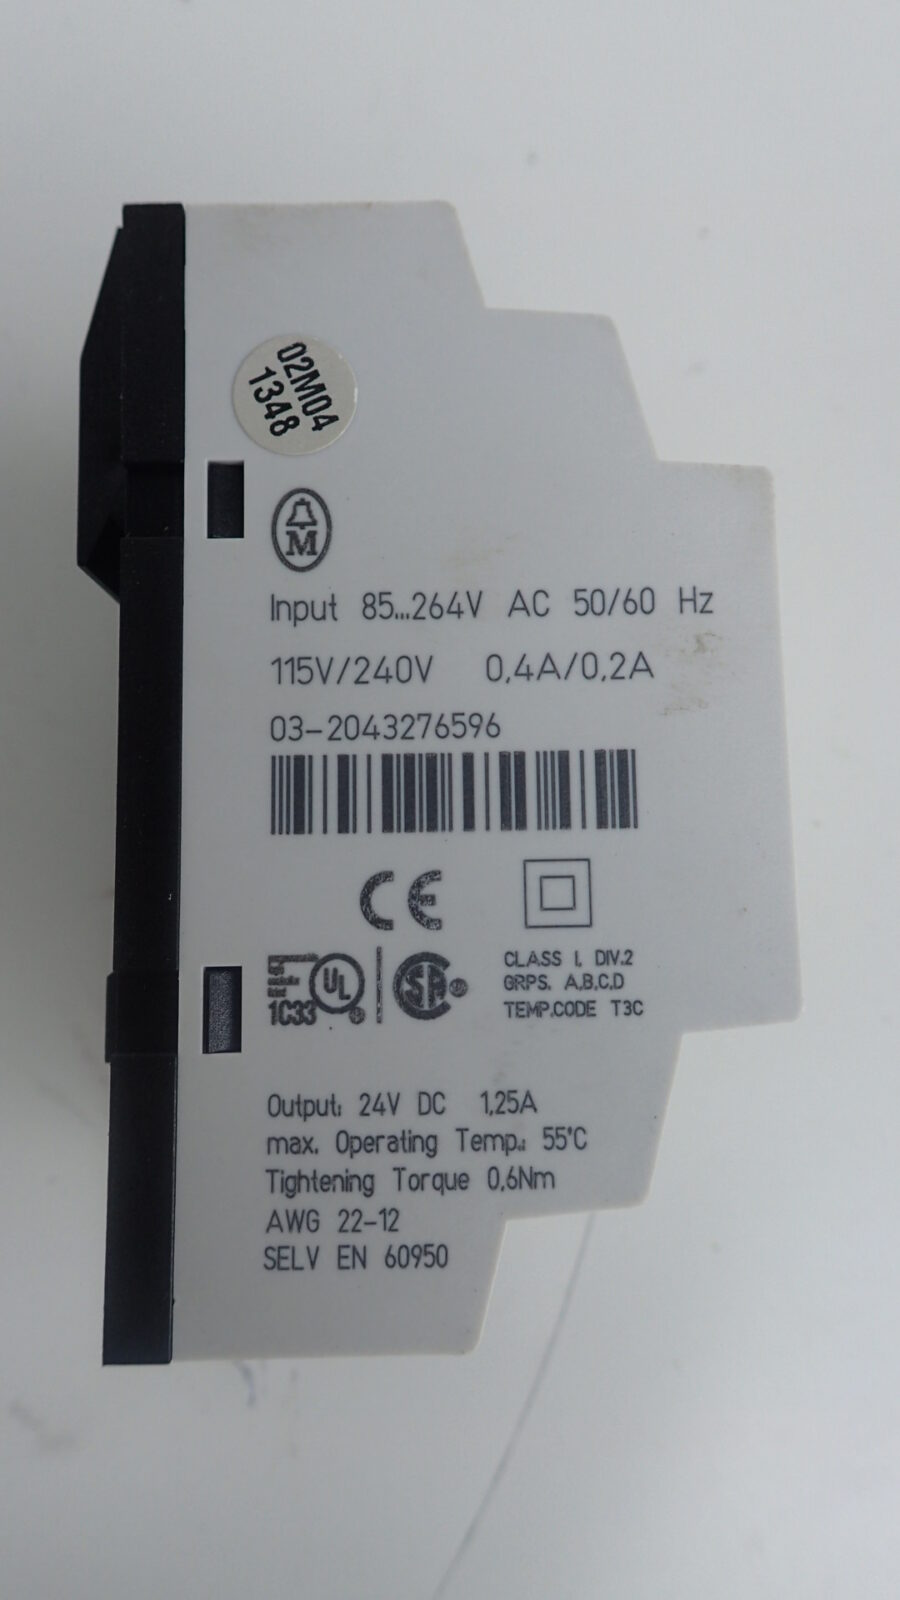 02M04
1348
M
Input 85...264V AC 50/60 Hz
115V/240V 0,4A/0,2A
03-2043276596
CE
1C33
UL
SA
CLASS I, DIV.2
GRPS. A,B,C,D
TEMP.CODE T3C
Output: 24V DC 1,25A
max. Operating Temp.: 55°C
Tightening Torque 0,6Nm
AWG 22-12
SELV EN 60950